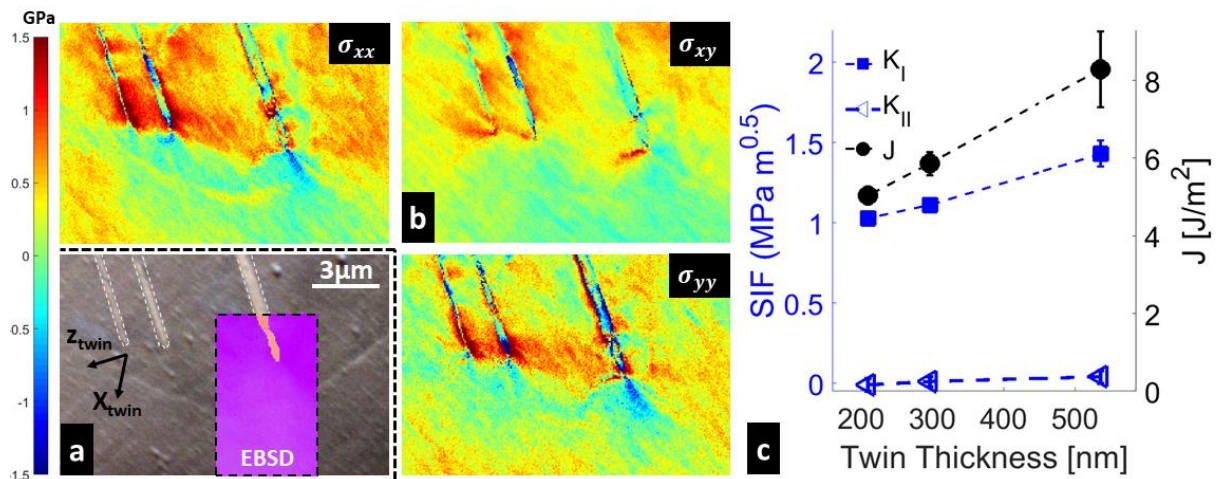 GPa
1.5
1
0.5
0
-0.5
-1
-1.5
σxx
σxy
b
3μm
Ztwin
Xtwin
a
EBSD
σyy
c
SIF (MPa m^0.5)
2
1.5
1
0.5
0
KI
KII
J
8
6
4
2
0
J [J/m^2]
200 300 400 500
Twin Thickness [nm]